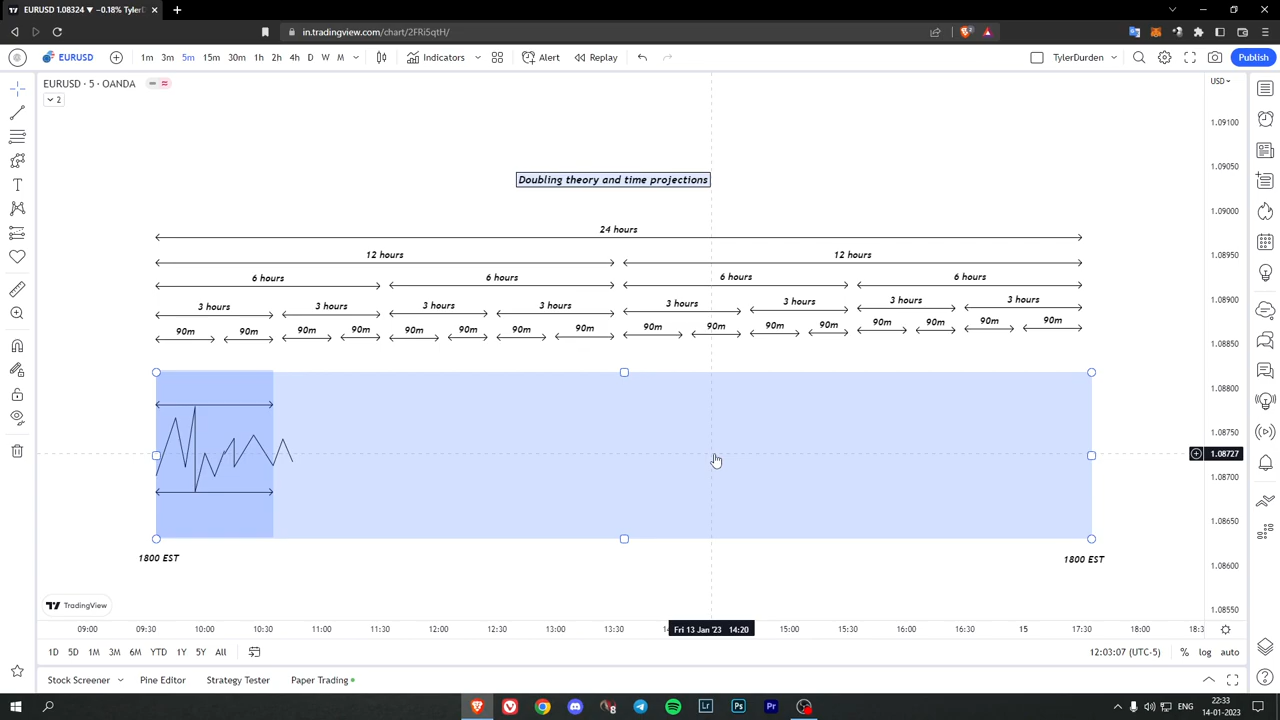 EURUSD 1.08324 ▼ −0.18% TylerD
in.tradingview.com/chart/2FRi5qtH/
EURUSD 1m 3m 5m 15m 30m 1h 2h 4h D W M Indicators Alert Replay TylerDurden Publish
EURUSD · 5 · OANDA
2
USD
1.09100
1.09050
Doubling theory and time projections
1.09000
24 hours
12 hours 12 hours
1.08950
6 hours 6 hours 6 hours 6 hours
3 hours 3 hours 3 hours 3 hours 3 hours 3 hours 3 hours 3 hours
1.08900
90m 90m 90m 90m 90m 90m 90m 90m 90m 90m 90m 90m 90m 90m 90m 90m
1.08850
1.08800
1.08750
1.08727
1.08700
1.08650
1800 EST 1800 EST
1.08600
TradingView
1.08550
09:00 09:30 10:00 10:30 11:00 11:30 12:00 12:30 13:00 13:30 Fri 13 Jan '23 14:20 15:00 15:30 16:00 16:30 15 17:30 18:00 18:3
1D 5D 1M 3M 6M YTD 1Y 5Y All 12:03:07 (UTC-5) % log auto
Stock Screener Pine Editor Strategy Tester Paper Trading
ENG
22:33
14-01-2023